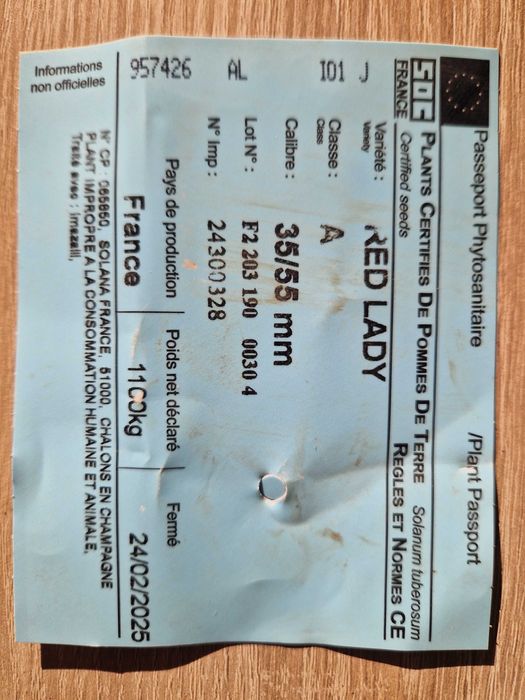 Passeport Phytosanitaire /Plant Passport
SOC PLANTS CERTIFIES DE POMMES DE TERRE Solanum tuberosum
FRANCE Certified seeds REGLES ET NORMES CE
Variété : RED LADY
Variety
Classe : A
Class
Calibre : 35/55 mm
Lot N° : F2 203 190 0030 4
N° Imp : 24300328
Pays de production Poids net déclaré Fermé
France 1100kg 24/02/2025
N° CP : 065860, SOLANA FRANCE, 51000, CHALONS EN CHAMPAGNE
PLANT IMPROPRE A LA CONSOMMATION HUMAINE ET ANIMALE,
Traité avec : Imazalil,
Informations
non officielles
957426 AL I01 J